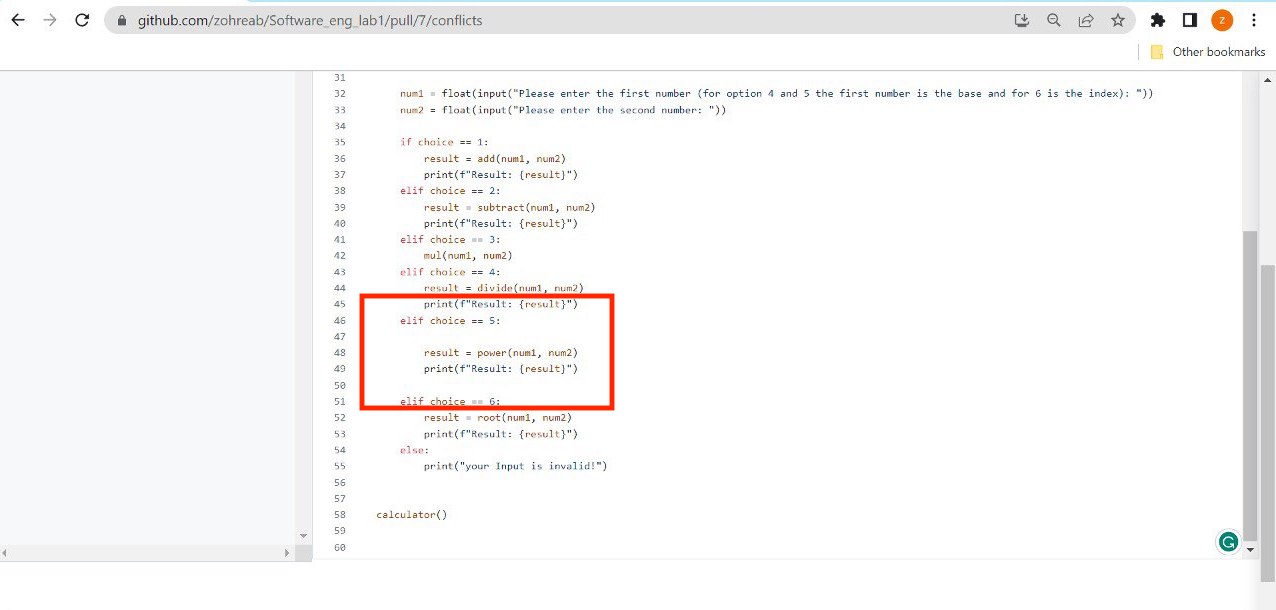 github.com/zohreab/Software_eng_lab1/pull/7/conflicts
Z
Other bookmarks
31
32 num1 = float(input("Please enter the first number (for option 4 and 5 the first number is the base and for 6 is the index): "))
33 num2 = float(input("Please enter the second number: "))
34
35 if choice == 1:
36 result = add(num1, num2)
37 print(f"Result: {result}")
38 elif choice == 2:
39 result = subtract(num1, num2)
40 print(f"Result: {result}")
41 elif choice == 3:
42 mul(num1, num2)
43 elif choice == 4:
44 result = divide(num1, num2)
45 print(f"Result: {result}")
46 elif choice == 5:
47
48 result = power(num1, num2)
49 print(f"Result: {result}")
50
51 elif choice == 6:
52 result = root(num1, num2)
53 print(f"Result: {result}")
54 else:
55 print("your Input is invalid!")
56
57
58 calculator()
59
60